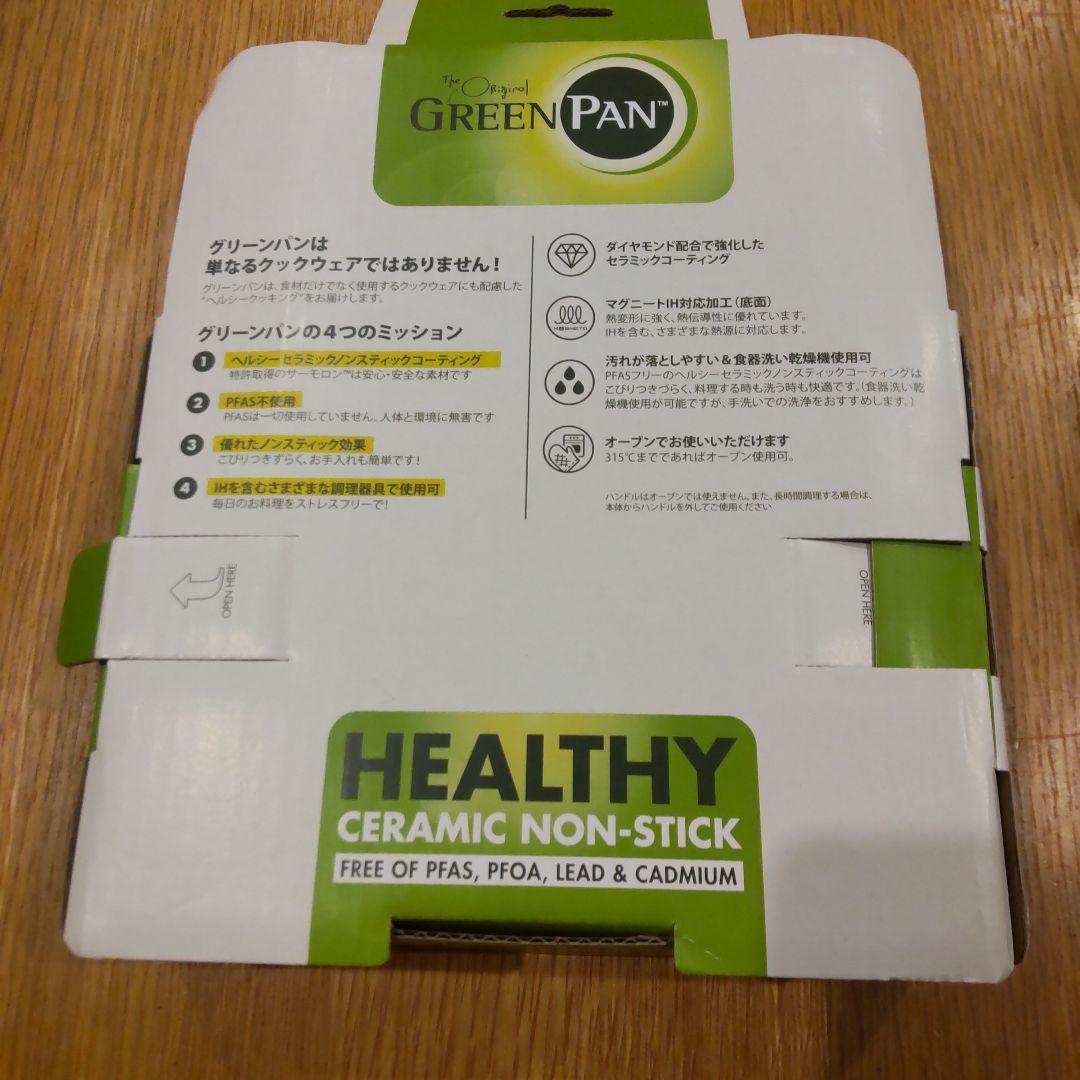 The Original
GREENPAN™
グリーンパンは
単なるクックウェアではありません！
グリーンパンは、食材だけでなく使用するクックウェアにも配慮した
“ヘルシークッキング”をお届けします。
グリーンパンの4つのミッション
1 ヘルシーセラミックノンスティックコーティング
特許取得のサーモロン™は安心・安全な素材です
2 PFAS不使用
PFASは一切使用していません。人体と環境に無害です
3 優れたノンスティック効果
こびりつきずらく、お手入れも簡単です！
4 IHを含むさまざまな調理器具で使用可
毎日のお料理をストレスフリーで！
ダイヤモンド配合で強化した
セラミックコーティング
MAGNETO
マグニートIH対応加工（底面）
熱変形に強く、熱伝導性に優れています。
IHを含む、さまざまな熱源に対応します。
汚れが落としやすい＆食器洗い乾燥機使用可
PFASフリーのヘルシーセラミックノンスティックコーティングは
こびりつきづらく、料理する時も洗う時も快適です。（食器洗い乾
燥機使用が可能ですが、手洗いでの洗浄をおすすめします。）
オーブンでお使いいただけます
315℃までであればオーブン使用可。
ハンドルはオーブンでは使えません。また、長時間調理する場合は、
本体からハンドルを外してご使用ください
OPEN HERE
OPEN HERE
HEALTHY
CERAMIC NON-STICK
FREE OF PFAS, PFOA, LEAD & CADMIUM